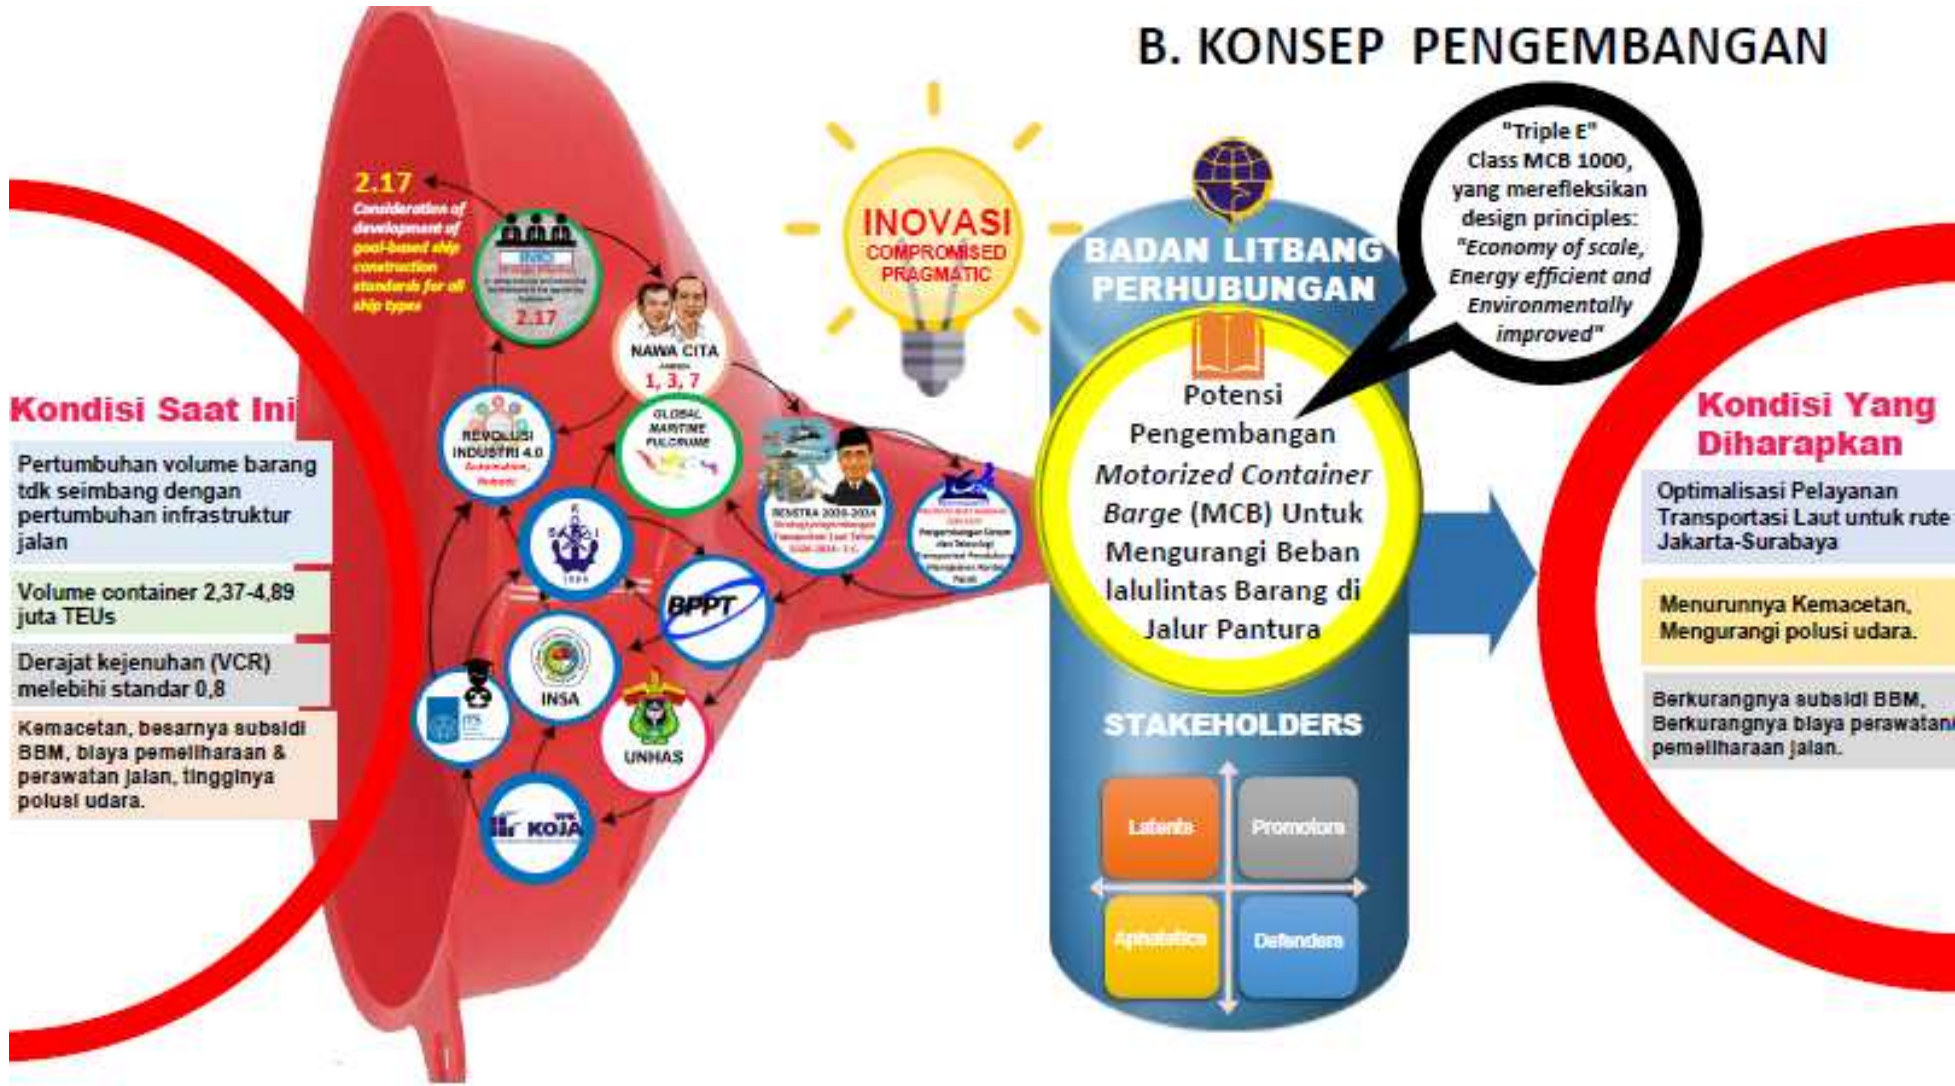 B. KONSEP PENGEMBANGAN
Kondisi Saat Ini
Pertumbuhan volume barang
tdk seimbang dengan
pertumbuhan infrastruktur
jalan
Volume container 2,37-4,89
juta TEUs
Derajat kejenuhan (VCR)
melebihi standar 0,8
Kemacetan, besarnya subsidi
BBM, biaya pemeliharaan &
perawatan jalan, tingginya
polusi udara.
2.17
Consideration of
development of
goal-based ship
construction
standards for all
ship types
2.17
NAWA CITA
1, 3, 7
REVOLUSI
INDUSTRI 4.0
GLOBAL
MARITIME
FULCRUME
RENSTRA 2020-2024
BPPT
INSA
ITS
UNHAS
TPK
KOJA
INOVASI
COMPROMISED
PRAGMATIC
BADAN LITBANG
PERHUBUNGAN
Potensi
Pengembangan
Motorized Container
Barge (MCB) Untuk
Mengurangi Beban
lalulintas Barang di
Jalur Pantura
"Triple E"
Class MCB 1000,
yang merefleksikan
design principles:
"Economy of scale,
Energy efficient and
Environmentally
improved"
STAKEHOLDERS
Latents
Promotors
Aphatetics
Defenders
Kondisi Yang
Diharapkan
Optimalisasi Pelayanan
Transportasi Laut untuk rute
Jakarta-Surabaya
Menurunnya Kemacetan,
Mengurangi polusi udara.
Berkurangnya subsidi BBM,
Berkurangnya biaya perawatan/
pemeliharaan jalan.